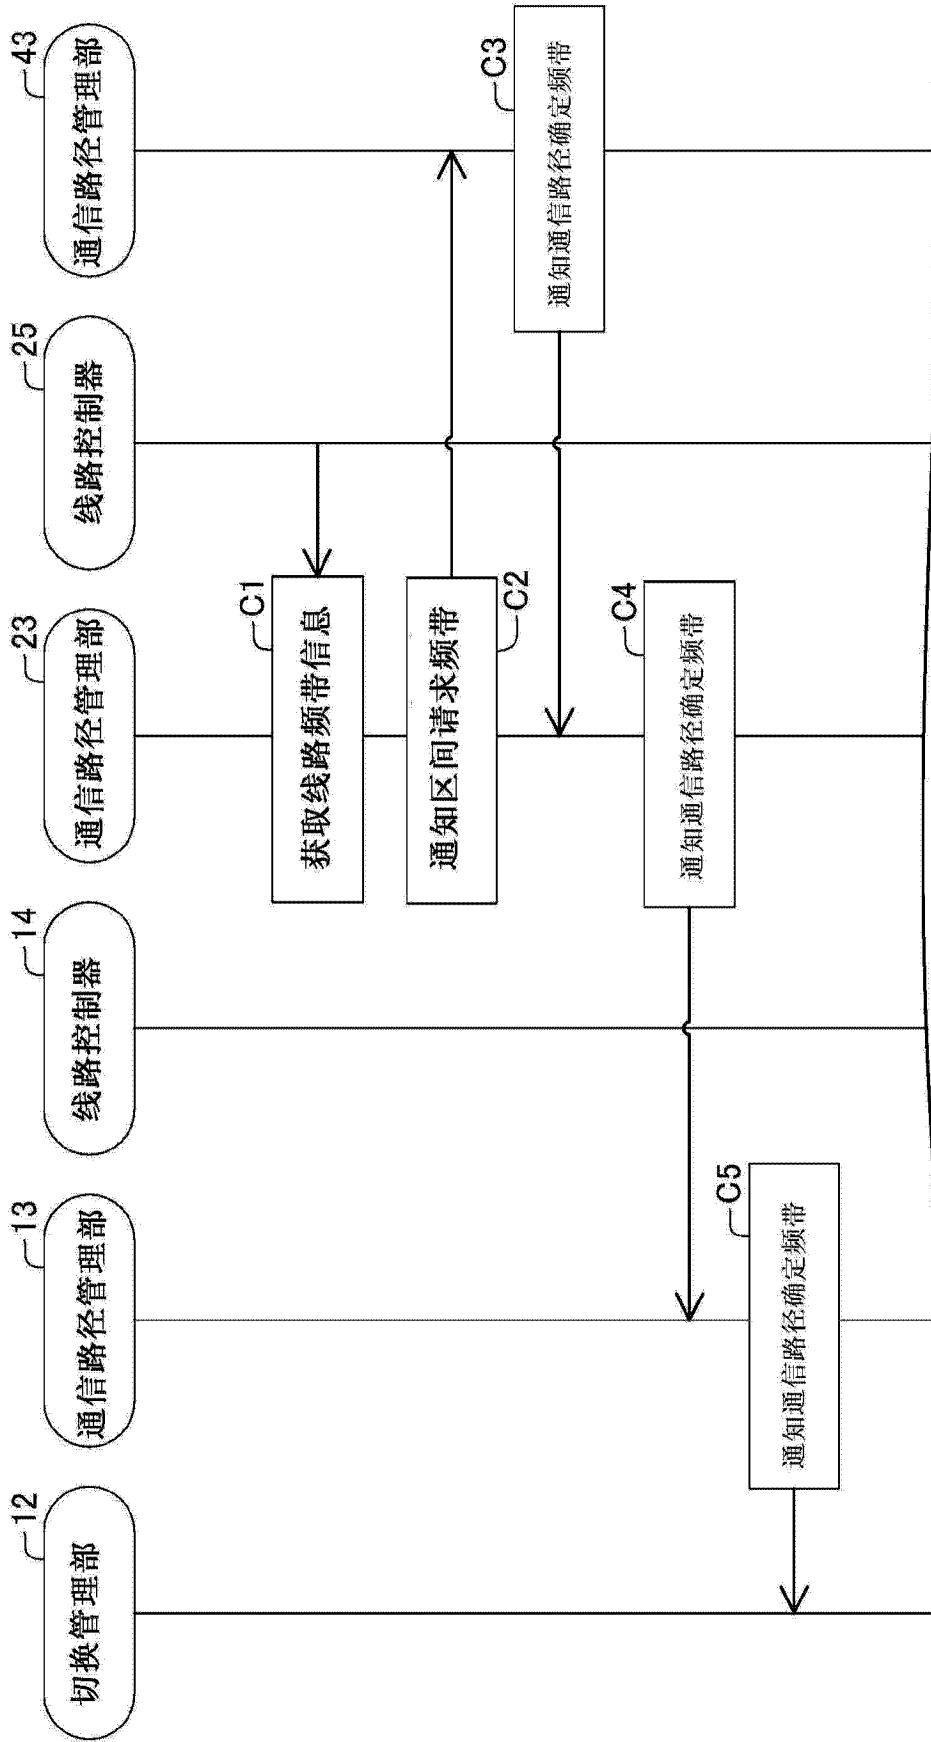 12
切换管理部
13
通信路径管理部
14
线路控制器
23
通信路径管理部
25
线路控制器
43
通信路径管理部
C1
获取线路频带信息
C2
通知区间请求频带
C3
通知通信路径确定频带
C4
通知通信路径确定频带
C5
通知通信路径确定频带